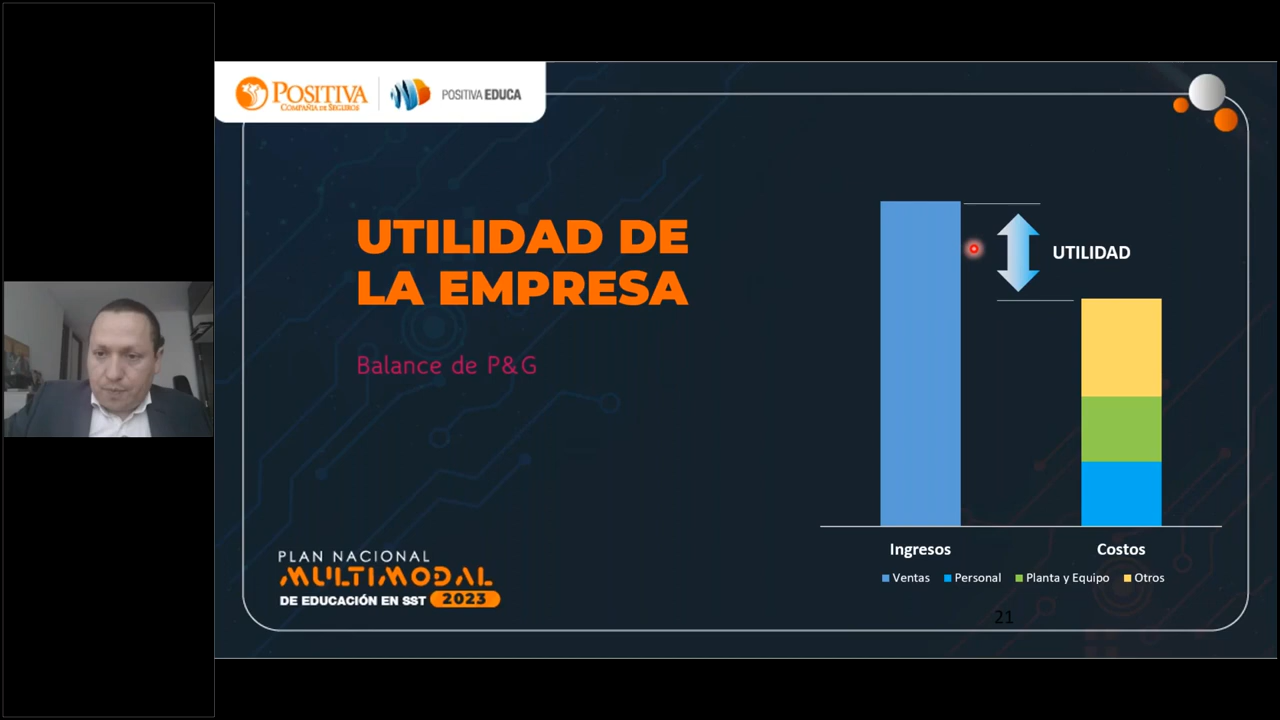 POSITIVA
COMPAÑÍA DE SEGUROS
POSITIVA EDUCA
UTILIDAD DE
LA EMPRESA
Balance de P&G
UTILIDAD
Ingresos
Costos
Ventas
Personal
Planta y Equipo
Otros
PLAN NACIONAL
MULTIMODAL
DE EDUCACIÓN EN SST 2023
21